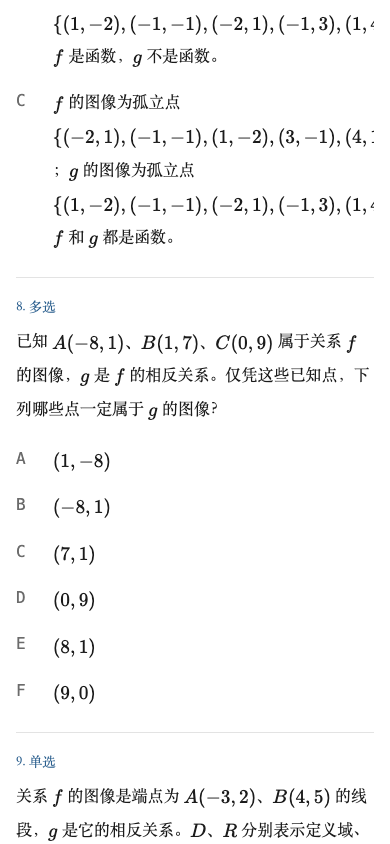 {(1, −2), (−1, −1), (−2, 1), (−1, 3), (1,
f 是函数，g 不是函数。
C f 的图像为孤立点
{(−2, 1), (−1, −1), (1, −2), (3, −1), (4,
；g 的图像为孤立点
{(1, −2), (−1, −1), (−2, 1), (−1, 3), (1,
f 和 g 都是函数。
8. 多选
已知 A(−8, 1)、B(1, 7)、C(0, 9) 属于关系 f
的图像，g 是 f 的相反关系。仅凭这些已知点，下
列哪些点一定属于 g 的图像?
A (1, −8)
B (−8, 1)
C (7, 1)
D (0, 9)
E (8, 1)
F (9, 0)
9. 单选
关系 f 的图像是端点为 A(−3, 2)、B(4, 5) 的线
段，g 是它的相反关系。D、R 分别表示定义域、